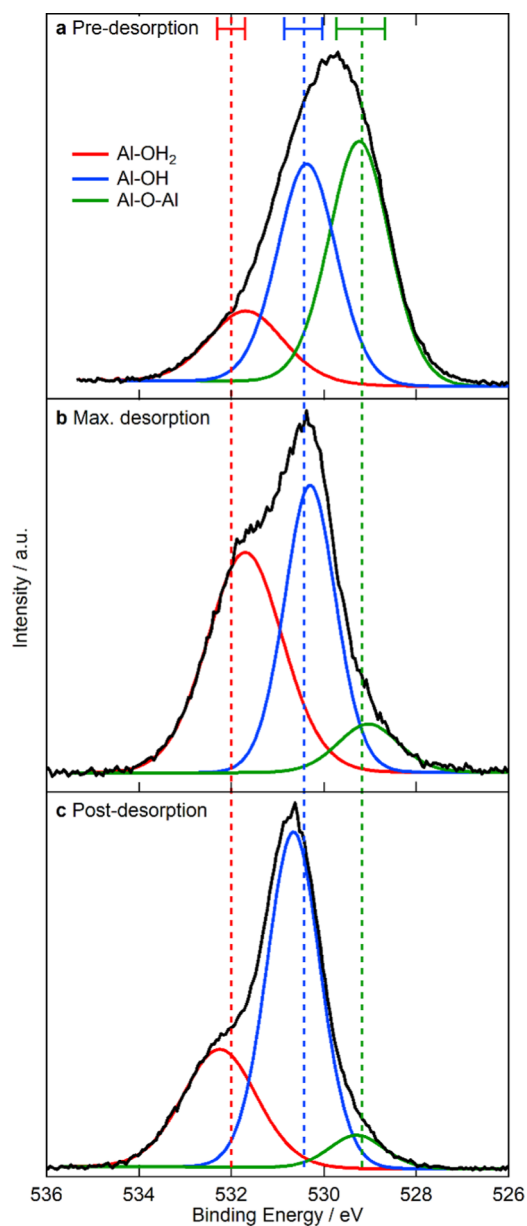 a Pre-desorption
Al-OH₂
Al-OH
Al-O-Al
b Max. desorption
Intensity / a.u.
c Post-desorption
536 534 532 530 528 526
Binding Energy / eV